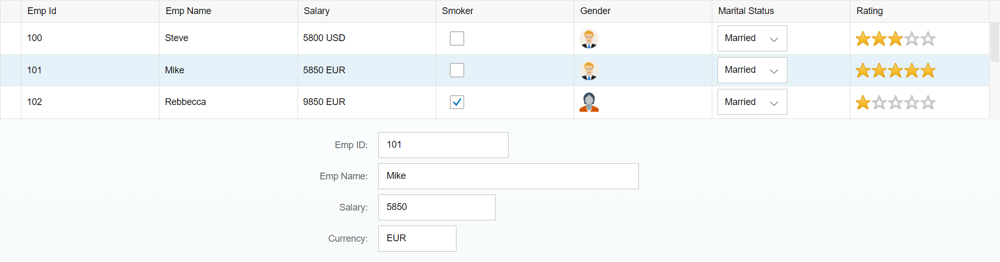 Emp Id Emp Name Salary Smoker Gender Marital Status Rating
100 Steve 5800 USD Married
101 Mike 5850 EUR Married
102 Rebbecca 9850 EUR Married
Emp ID: 101
Emp Name: Mike
Salary: 5850
Currency: EUR